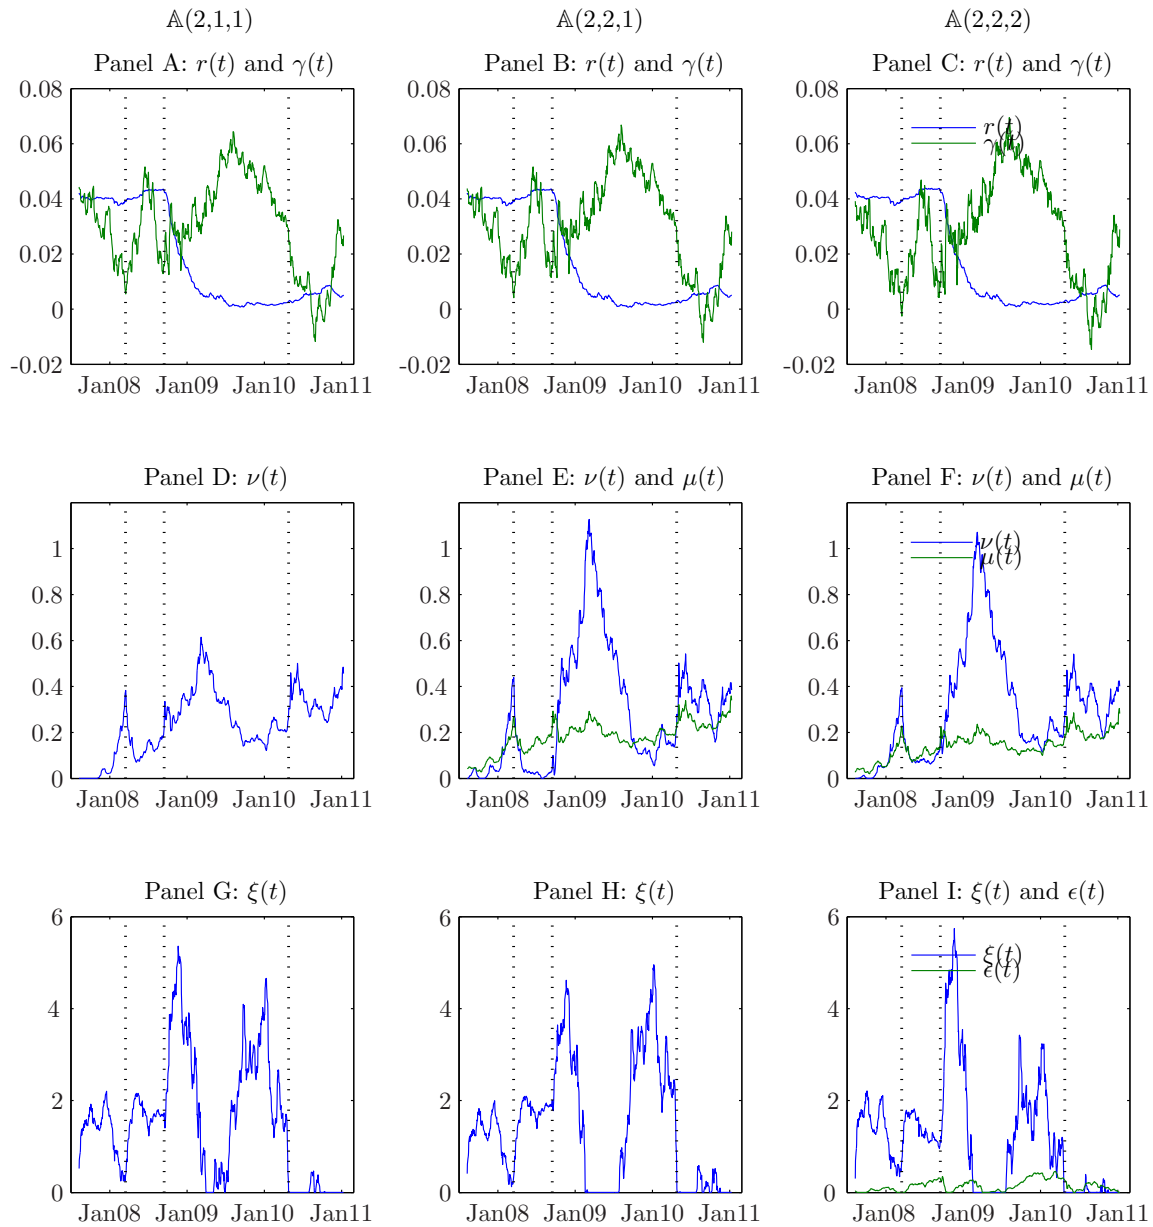 𝔸(2,1,1) 𝔸(2,2,1) 𝔸(2,2,2)
Panel A: r(t) and γ(t)
0.08
0.06
0.04
0.02
0
-0.02
Jan08 Jan09 Jan10 Jan11
Panel B: r(t) and γ(t)
0.08
0.06
0.04
0.02
0
-0.02
Jan08 Jan09 Jan10 Jan11
Panel C: r(t) and γ(t)
r(t)
γ(t)
0.08
0.06
0.04
0.02
0
-0.02
Jan08 Jan09 Jan10 Jan11
Panel D: ν(t)
1
0.8
0.6
0.4
0.2
0
Jan08 Jan09 Jan10 Jan11
Panel E: ν(t) and μ(t)
1
0.8
0.6
0.4
0.2
0
Jan08 Jan09 Jan10 Jan11
Panel F: ν(t) and μ(t)
ν(t)
μ(t)
1
0.8
0.6
0.4
0.2
0
Jan08 Jan09 Jan10 Jan11
Panel G: ξ(t)
6
4
2
0
Jan08 Jan09 Jan10 Jan11
Panel H: ξ(t)
6
4
2
0
Jan08 Jan09 Jan10 Jan11
Panel I: ξ(t) and ϵ(t)
ξ(t)
ϵ(t)
6
4
2
0
Jan08 Jan09 Jan10 Jan11